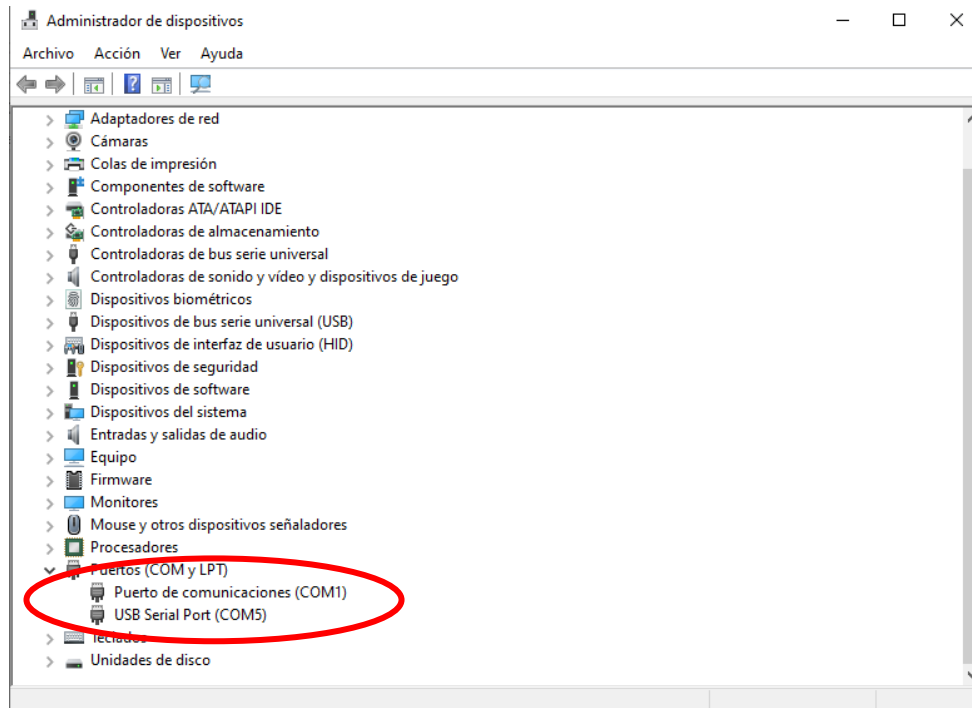 Administrador de dispositivos
Archivo Acción Ver Ayuda
?
Adaptadores de red
Cámaras
Colas de impresión
Componentes de software
Controladoras ATA/ATAPI IDE
Controladoras de almacenamiento
Controladoras de bus serie universal
Controladoras de sonido y vídeo y dispositivos de juego
Dispositivos biométricos
Dispositivos de bus serie universal (USB)
Dispositivos de interfaz de usuario (HID)
Dispositivos de seguridad
Dispositivos de software
Dispositivos del sistema
Entradas y salidas de audio
Equipo
Firmware
Monitores
Mouse y otros dispositivos señaladores
Procesadores
Puertos (COM y LPT)
Puerto de comunicaciones (COM1)
USB Serial Port (COM5)
Teclados
Unidades de disco